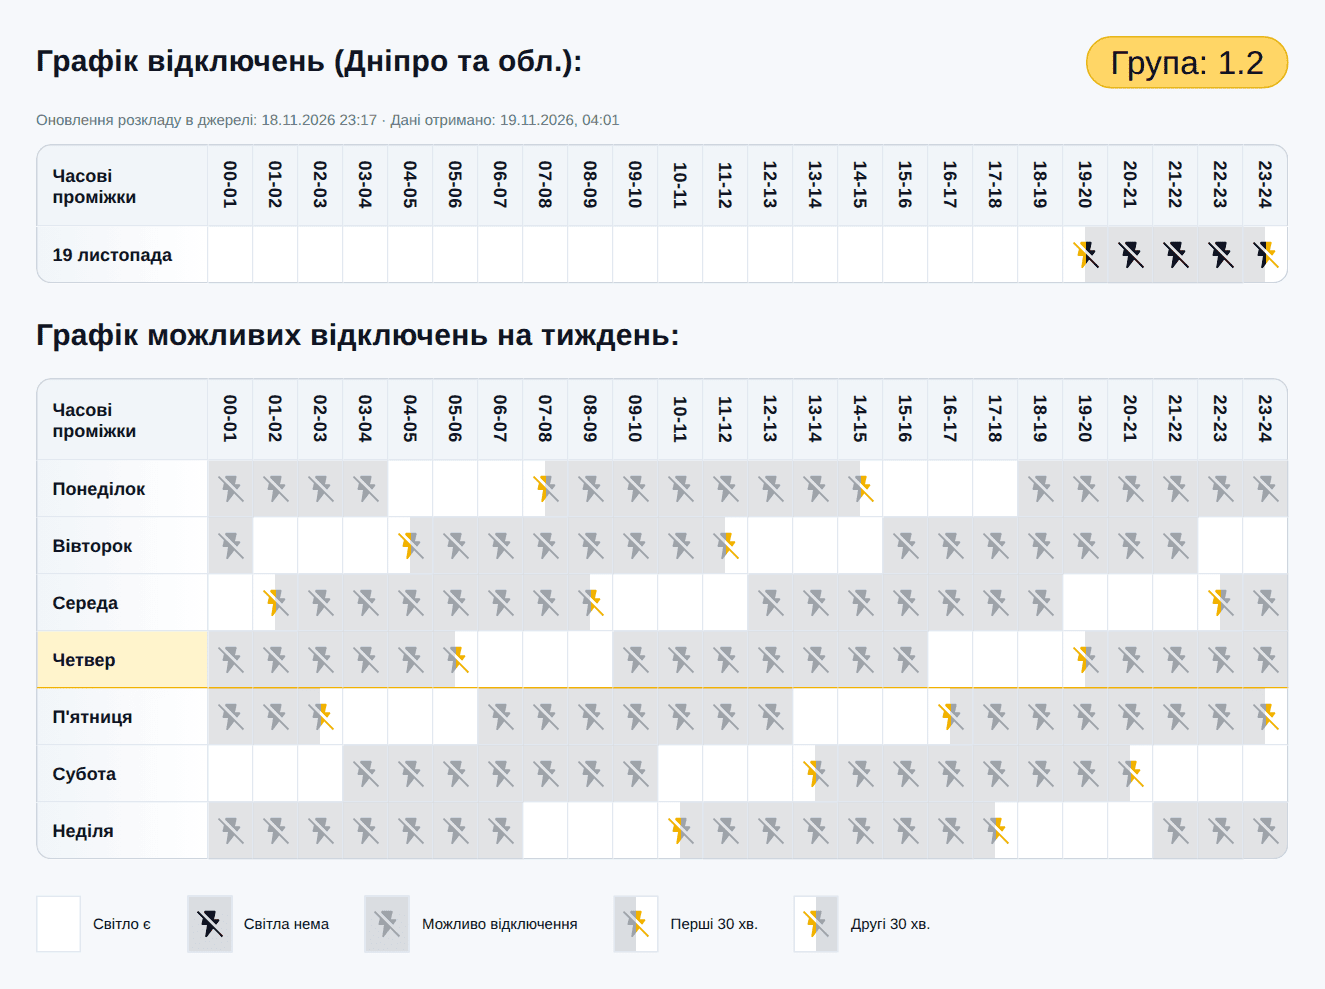 Графік відключень (Дніпро та обл.):
Група: 1.2
Оновлення розкладу в джерелі: 18.11.2026 23:17 · Дані отримано: 19.11.2026, 04:01
Часові проміжки 00-01 01-02 02-03 03-04 04-05 05-06 06-07 07-08 08-09 09-10 10-11 11-12 12-13 13-14 14-15 15-16 16-17 17-18 18-19 19-20 20-21 21-22 22-23 23-24
19 листопада
Графік можливих відключень на тиждень:
Часові проміжки 00-01 01-02 02-03 03-04 04-05 05-06 06-07 07-08 08-09 09-10 10-11 11-12 12-13 13-14 14-15 15-16 16-17 17-18 18-19 19-20 20-21 21-22 22-23 23-24
Понеділок
Вівторок
Середа
Четвер
П'ятниця
Субота
Неділя
Світло є Світла нема Можливо відключення Перші 30 хв. Другі 30 хв.